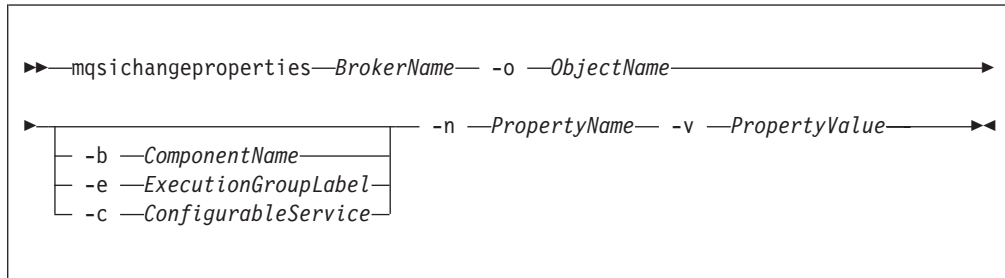 mqsichangeproperties BrokerName -o ObjectName
-n PropertyName -v PropertyValue
-b ComponentName
-e ExecutionGroupLabel
-c ConfigurableService